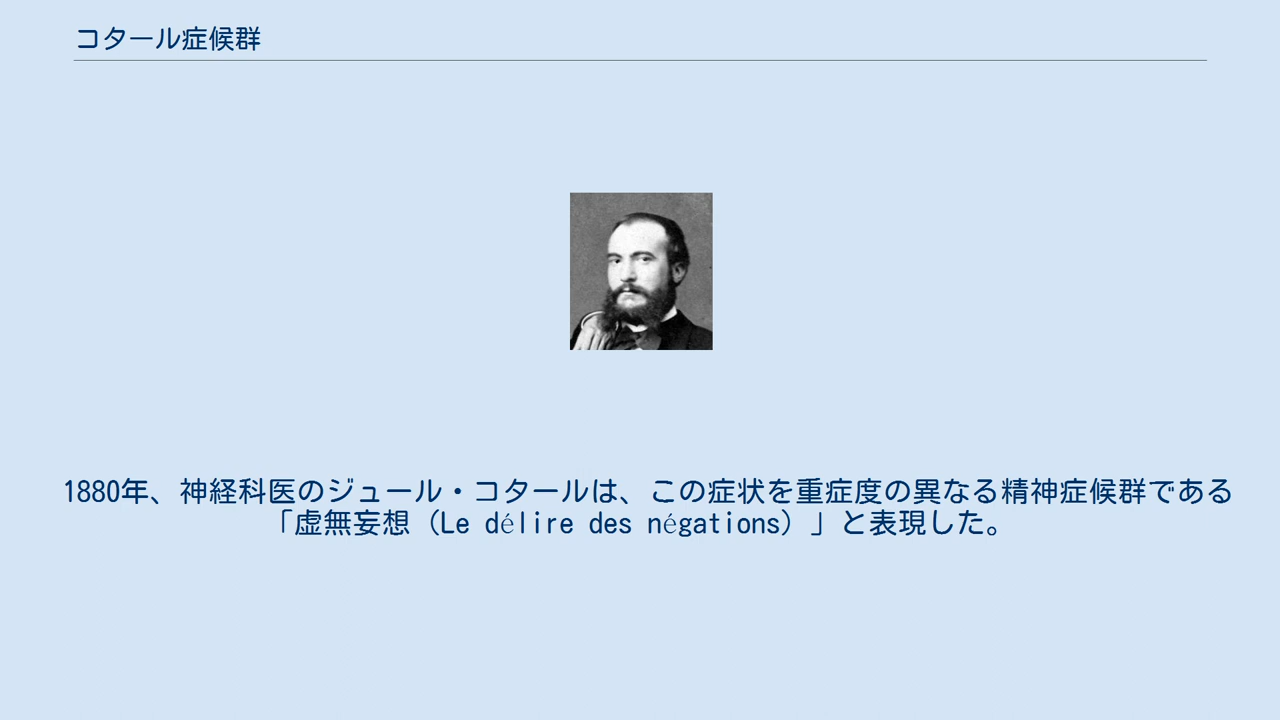 コタール症候群
1880年、神経科医のジュール・コタールは、この症状を重症度の異なる精神症候群である
「虚無妄想（Le délire des négations）」と表現した。